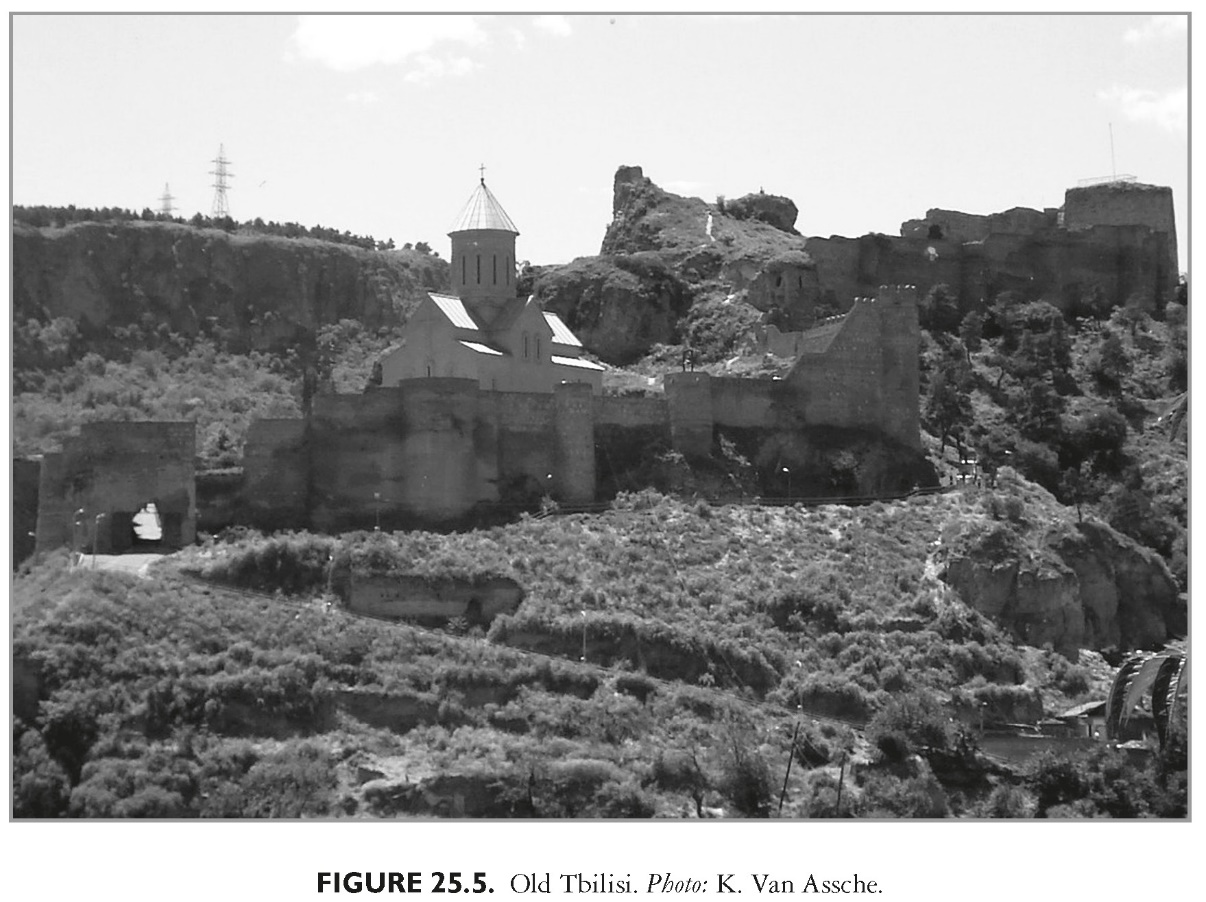 FIGURE 25.5. Old Tbilisi. Photo: K. Van Assche.